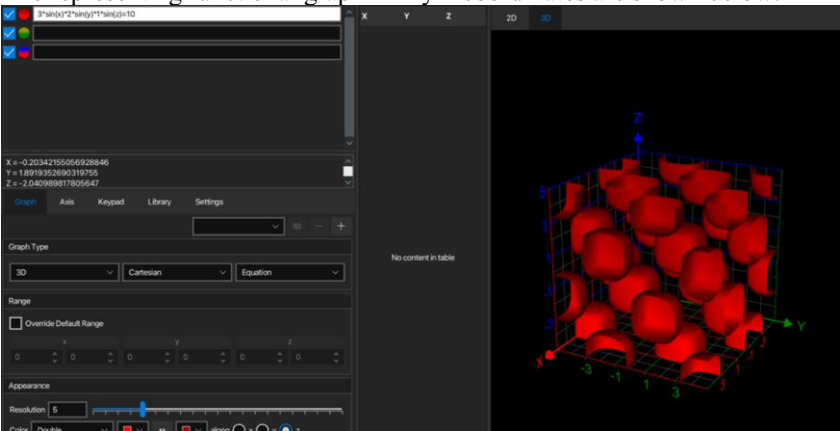 3*sin(x)*2*sin(y)*1*sin(z)=10
X Y Z
2D 3D
X = -0.20342155056928846
Y = 1.8919352690319755
Z = -2.040989817805647
Graph Axis Keypad Library Settings
Graph Type
3D Cartesian Equation
No content in table
Range
Override Default Range
x y z
0 0 0 0 0 0
Appearance
Resolution 5
Color Double along x y z
Z
5
3
X
-3 -1 1 3
Y